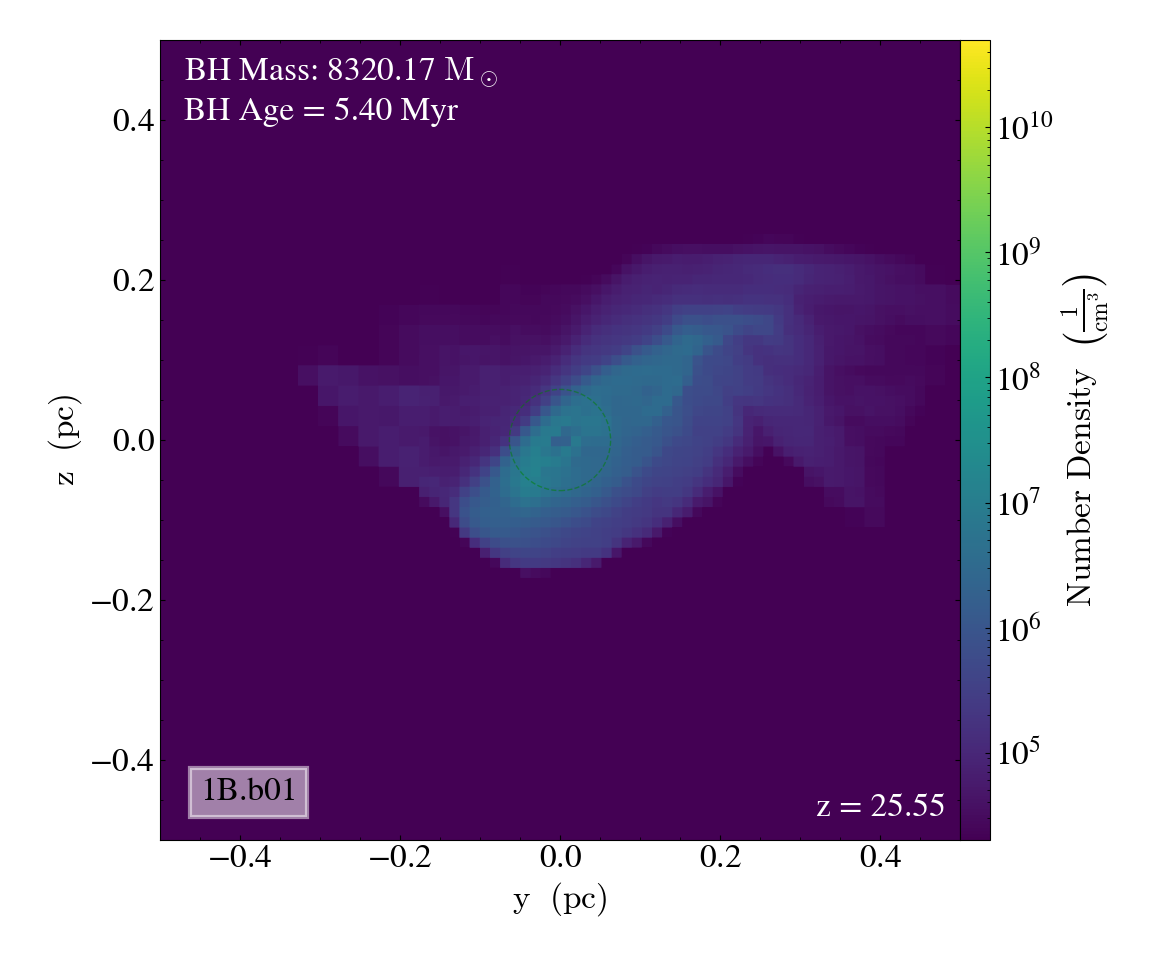 BH Mass: 8320.17 M⊙
BH Age = 5.40 Myr
0.4
0.2
0.0
−0.2
−0.4
z (pc)
−0.4 −0.2 0.0 0.2 0.4
y (pc)
1B.b01
z = 25.55
10¹⁰
10⁹
10⁸
10⁷
10⁶
10⁵
Number Density (1/cm³)